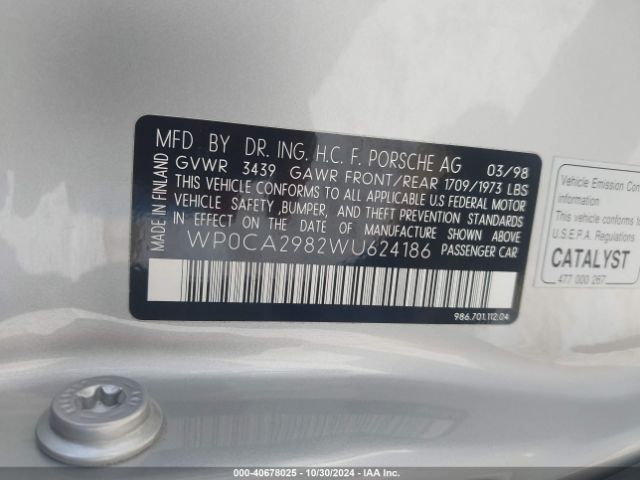 MADE IN FINLAND
MFD BY DR. ING. H.C. F. PORSCHE AG 03/98
GVWR 3439 GAWR FRONT/REAR 1709/1973 LBS
THIS VEHICLE CONFORMS TO ALL APPLICABLE U.S. FEDERAL MOTOR
VEHICLE SAFETY, BUMPER, AND THEFT PREVENTION STANDARDS
IN EFFECT ON THE DATE OF MANUFACTURE SHOWN ABOVE.
WP0CA2982WU624186 PASSENGER CAR
986.701.112.04
Vehicle Emission Con
This vehicle conforms to
U.S.E.P.A. Regulations
CATALYST
477 000 267
000-40678025 - 10/30/2024 - IAA Inc.